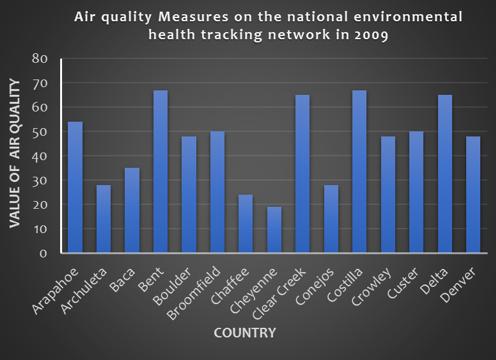 Air quality Measures on the national environmental
health tracking network in 2009
VALUE OF AIR QUALITY
80
70
60
50
40
30
20
10
0
Arapahoe
Archuleta
Baca
Bent
Boulder
Broomfield
Chaffee
Cheyenne
Clear Creek
Conejos
Costilla
Crowley
Custer
Delta
Denver
COUNTRY